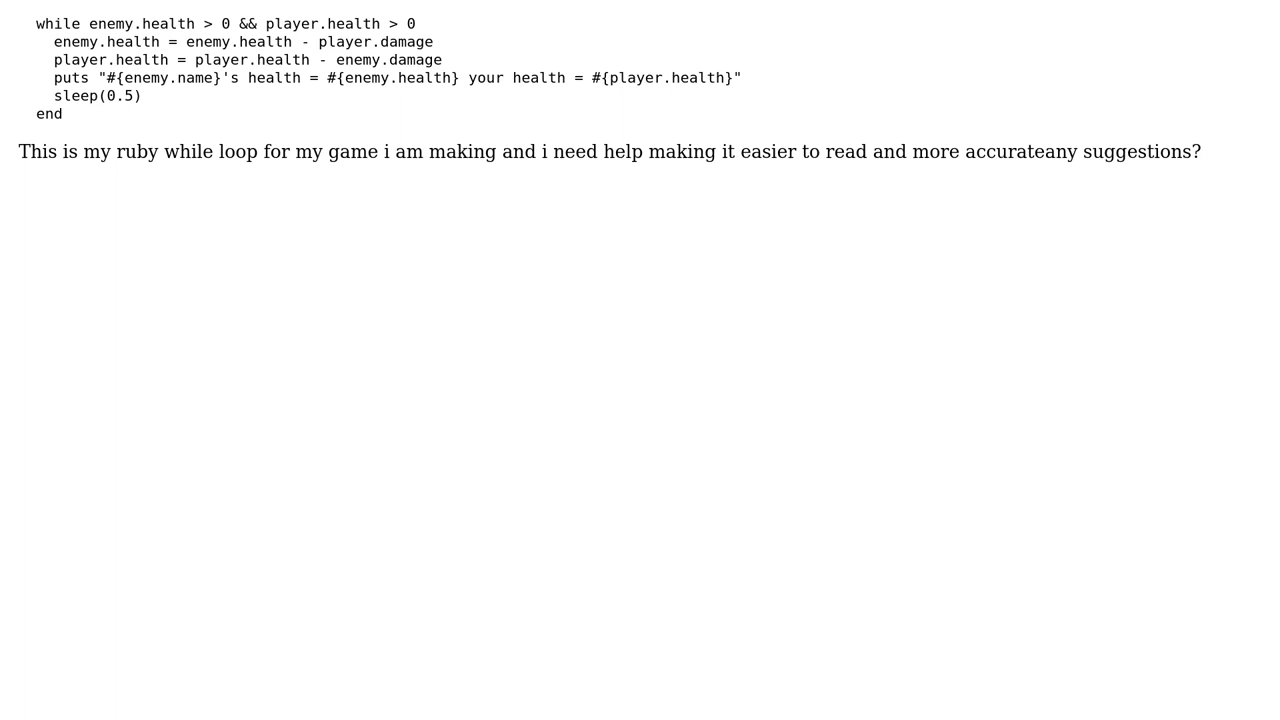 while enemy.health > 0 && player.health > 0
  enemy.health = enemy.health - player.damage
  player.health = player.health - enemy.damage
  puts "#{enemy.name}'s health = #{enemy.health} your health = #{player.health}"
  sleep(0.5)
end
This is my ruby while loop for my game i am making and i need help making it easier to read and more accurateany suggestions?